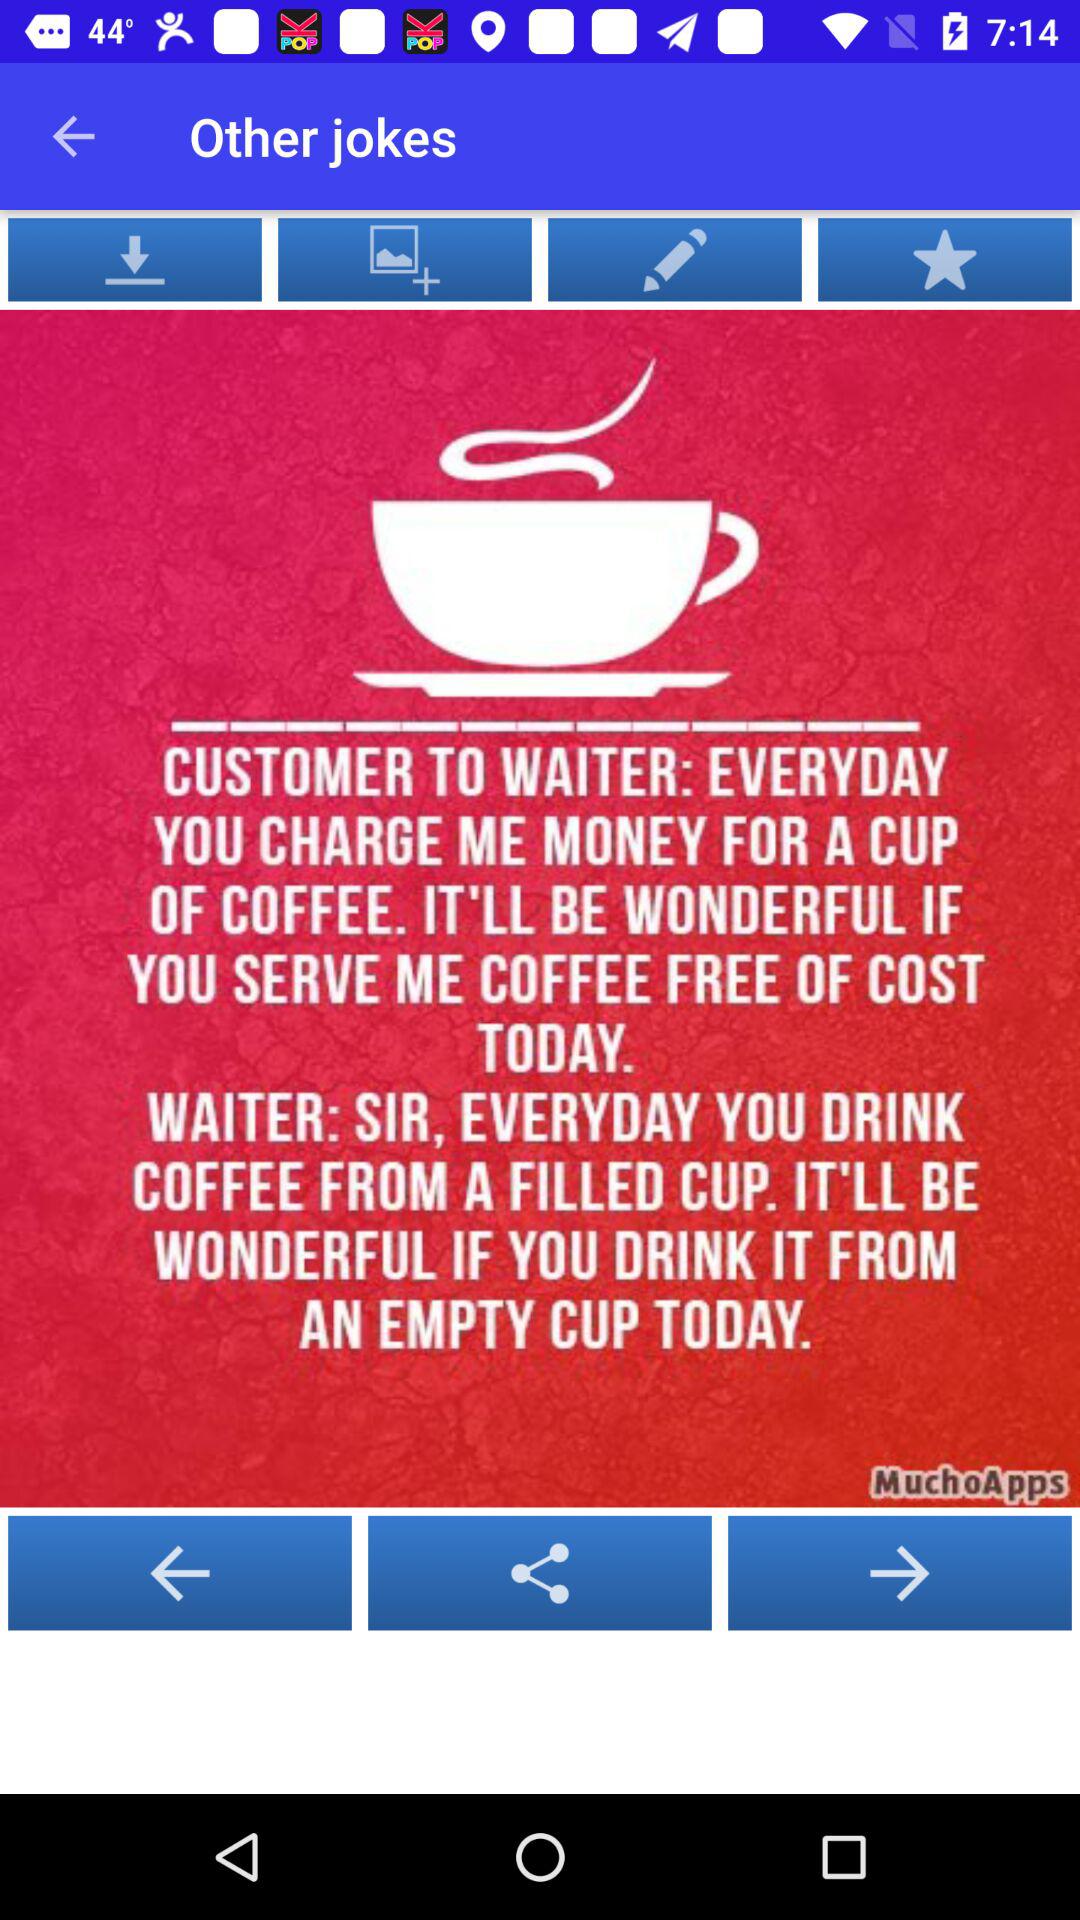 44° 7:14
Other jokes
CUSTOMER TO WAITER: EVERYDAY
YOU CHARGE ME MONEY FOR A CUP
OF COFFEE. IT'LL BE WONDERFUL IF
YOU SERVE ME COFFEE FREE OF COST
TODAY.
WAITER: SIR, EVERYDAY YOU DRINK
COFFEE FROM A FILLED CUP. IT'LL BE
WONDERFUL IF YOU DRINK IT FROM
AN EMPTY CUP TODAY.
MuchoApps